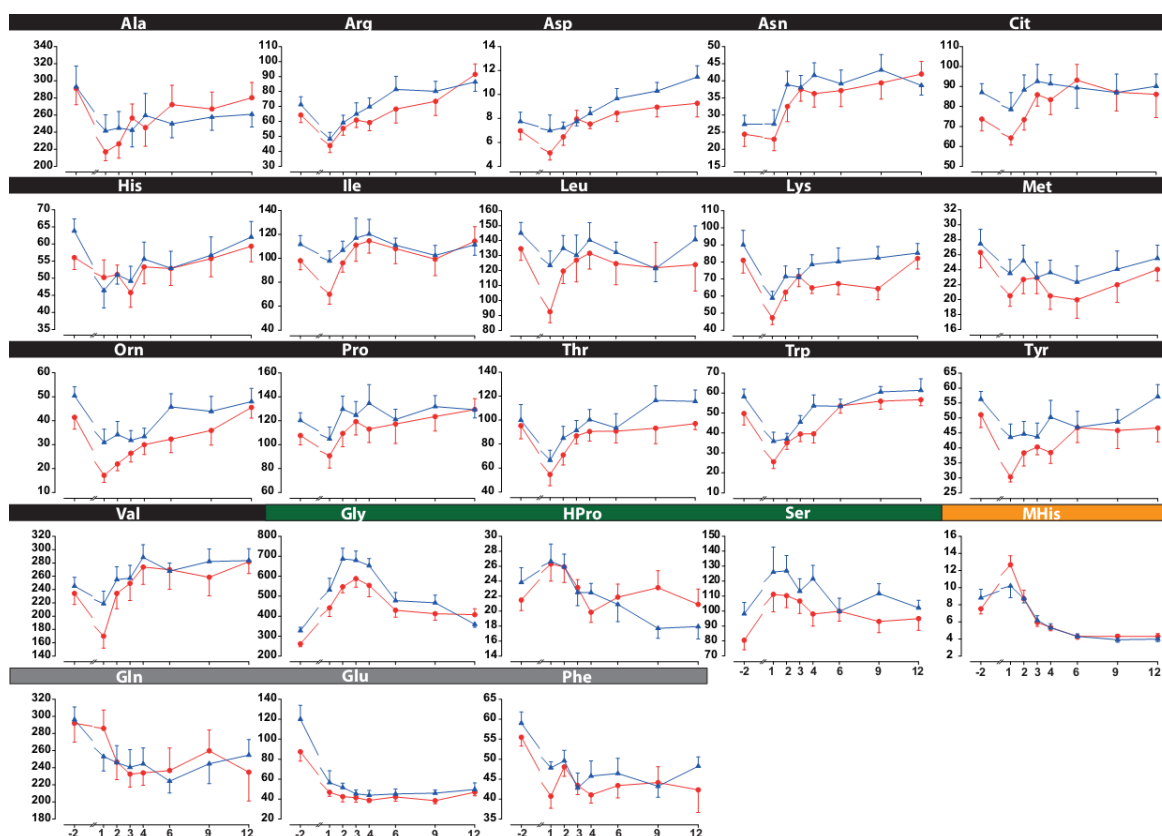 Ala Arg Asp Asn Cit
340 320 300 280 260 240 220 200
110 100 90 80 70 60 50 40 30
14 12 10 8 6 4
50 45 40 35 30 25 20 15
110 100 90 80 70 60 50
His Ile Leu Lys Met
70 65 60 55 50 45 40 35
140 120 100 80 60 40
160 150 140 130 120 110 100 90 80
110 100 90 80 70 60 50 40
32 30 28 26 24 22 20 18 16
Orn Pro Thr Trp Tyr
60 50 40 30 20 10
160 140 120 100 80 60
140 120 100 80 60 40
70 60 50 40 30 20 10 0
65 60 55 50 45 40 35 30 25
Val Gly HPro Ser MHis
300 280 260 240 220 200 180 160 140
800 700 600 500 400 300 200
30 28 26 24 22 20 18 16 14
150 140 130 120 110 100 90 80 70
16 14 12 10 8 6 4 2
-2 1 2 3 4 6 9 12
-2 1 2 3 4 6 9 12
Gln Glu Phe
320 300 280 260 240 220 200 180
140 120 100 80 60 40 20
65 60 55 50 45 40 35
-2 1 2 3 4 6 9 12
-2 1 2 3 4 6 9 12
-2 1 2 3 4 6 9 12